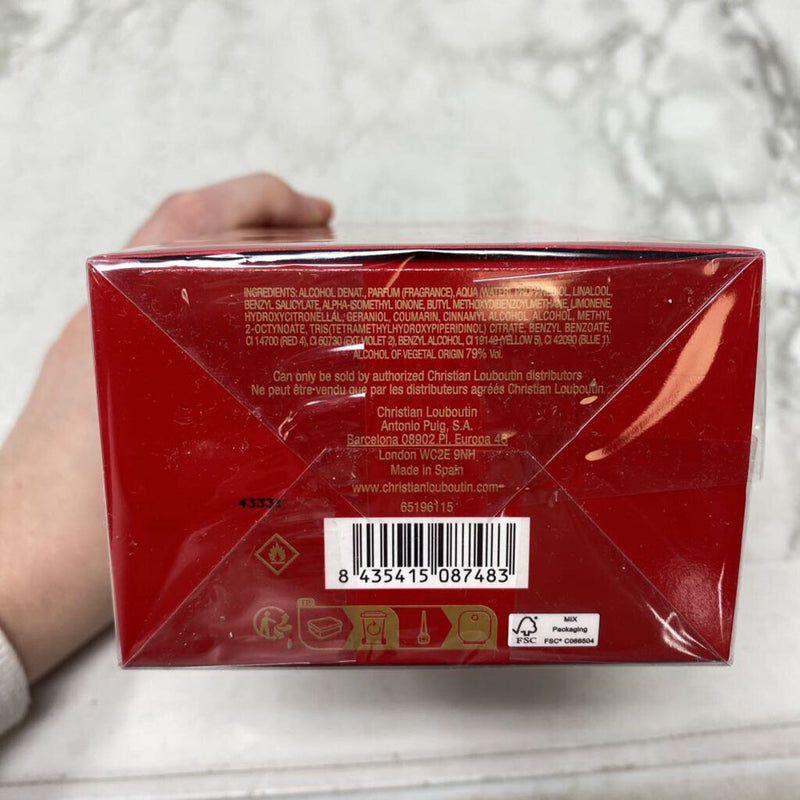 INGREDIENTS: ALCOHOL DENAT., PARFUM (FRAGRANCE), AQUA (WATER), LINALOOL,
BENZYL SALICYLATE, ALPHA-ISOMETHYL IONONE, BUTYL METHOXYDIBENZOYLMETHANE, LIMONENE,
HYDROXYCITRONELLAL, GERANIOL, COUMARIN, CINNAMYL ALCOHOL, ALCOHOL, METHYL
2-OCTYNOATE, TRIS(TETRAMETHYLHYDROXYPIPERIDINOL) CITRATE, BENZYL BENZOATE,
CI 14700 (RED 4), CI 60730 (EXT. VIOLET 2), BENZYL ALCOHOL, CI 19140 (YELLOW 5), CI 42090 (BLUE 1).
ALCOHOL OF VEGETAL ORIGIN 79% Vol.
Can only be sold by authorized Christian Louboutin distributors
Ne peut être vendu que par les distributeurs agréés Christian Louboutin
Christian Louboutin
Antonio Puig, S.A.
Barcelona 08902 Pl. Europa 46
London WC2E 9NH
Made in Spain
www.christianlouboutin.com
65196115
8 435415 087483
FR
MIX
Packaging
FSC FSC® C066504